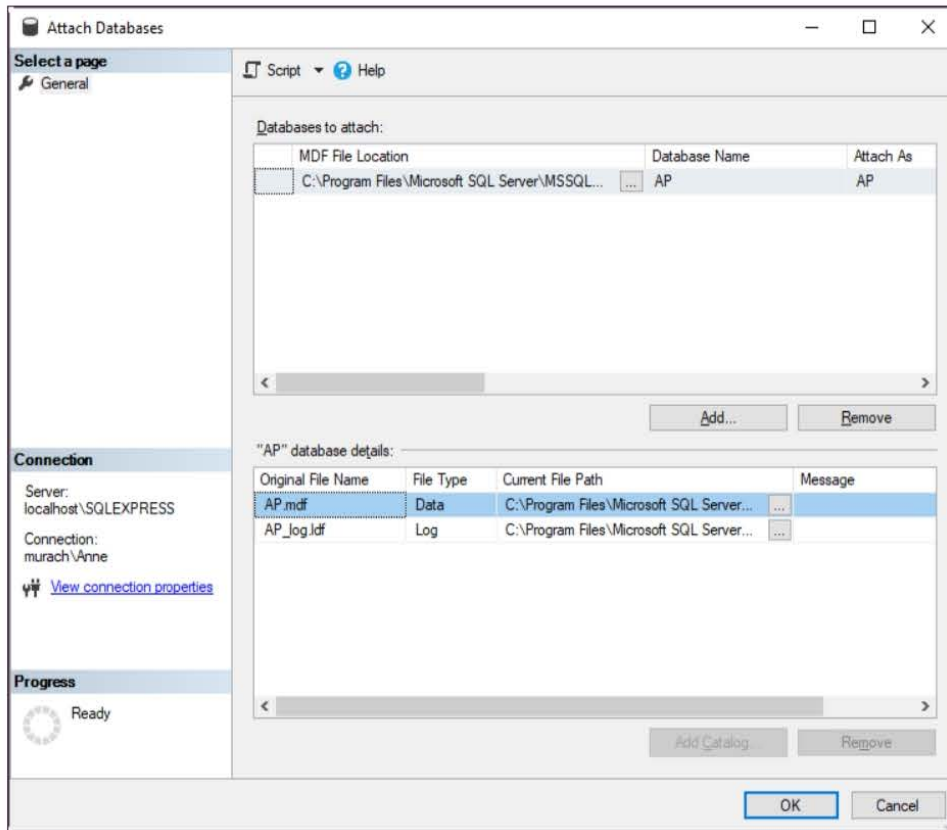 Attach Databases
Select a page
General
Script Help
Databases to attach:
MDF File Location Database Name Attach As
C:\Program Files\Microsoft SQL Server\MSSQL... ... AP AP
Add... Remove
"AP" database details:
Original File Name File Type Current File Path Message
AP.mdf Data C:\Program Files\Microsoft SQL Server... ...
AP_log.ldf Log C:\Program Files\Microsoft SQL Server... ...
Add Catalog... Remove
Connection
Server:
localhost\SQLEXPRESS
Connection:
murach\Anne
View connection properties
Progress
Ready
OK Cancel